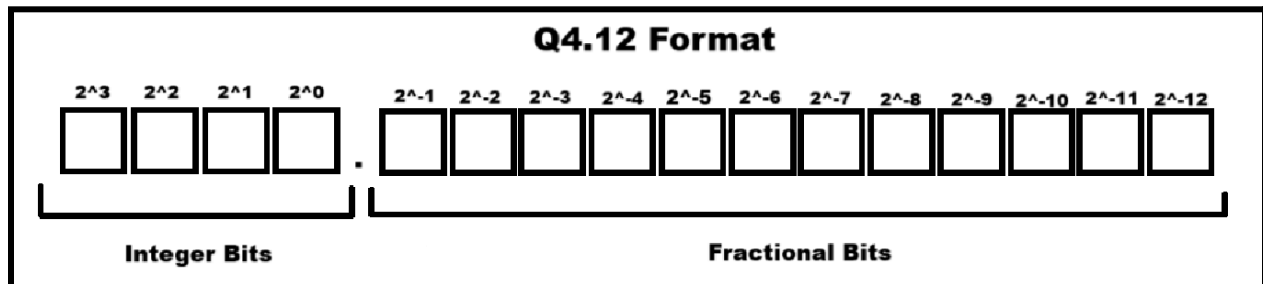 Q4.12 Format
2^3 2^2 2^1 2^0 2^-1 2^-2 2^-3 2^-4 2^-5 2^-6 2^-7 2^-8 2^-9 2^-10 2^-11 2^-12
.
Integer Bits Fractional Bits